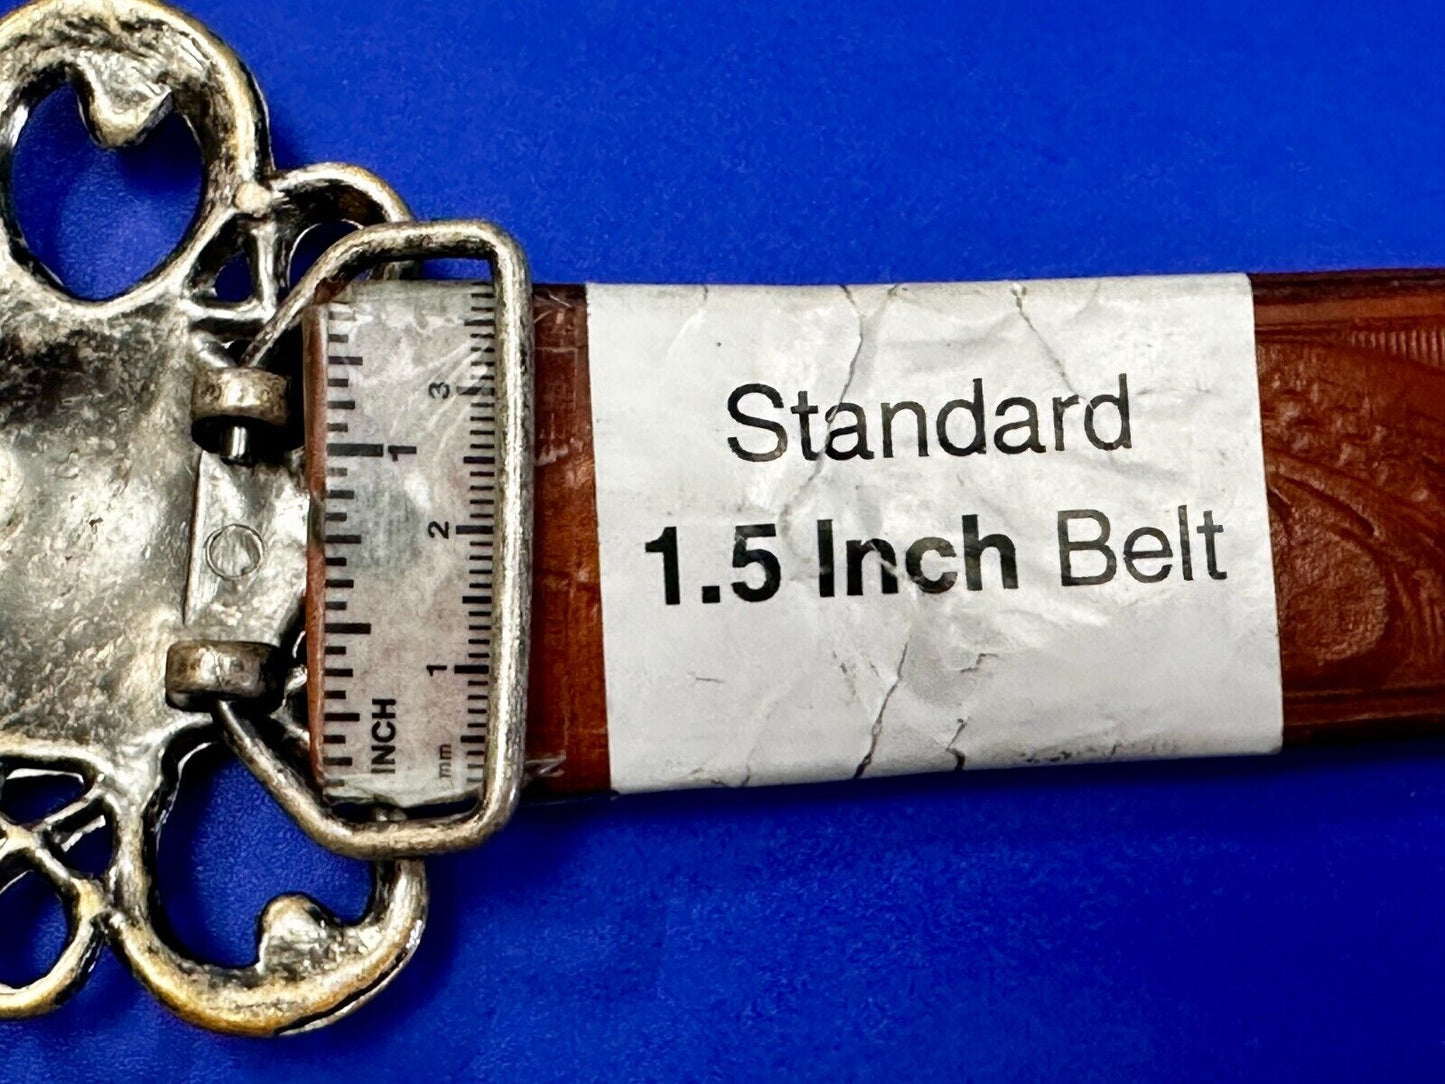 Standard
1.5 Inch Belt
INCH 1
mm 1 2 3